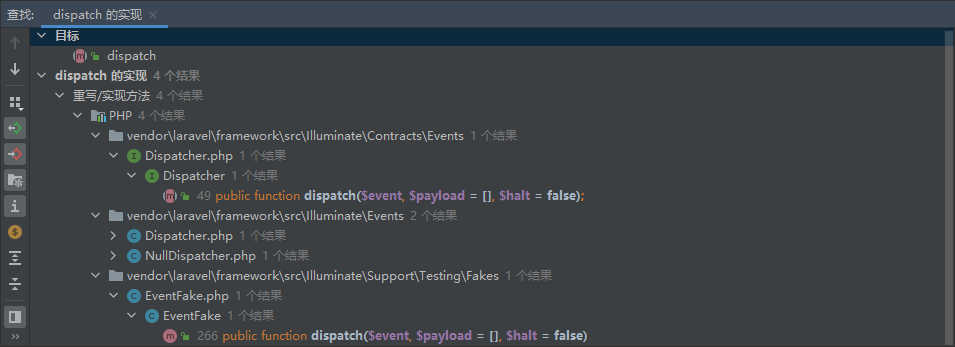 查找: dispatch 的实现 ×
目标
dispatch
dispatch 的实现 4 个结果
重写/实现方法 4 个结果
PHP 4 个结果
vendor\laravel\framework\src\Illuminate\Contracts\Events 1 个结果
Dispatcher.php 1 个结果
Dispatcher 1 个结果
49 public function dispatch($event, $payload = [], $halt = false);
vendor\laravel\framework\src\Illuminate\Events 2 个结果
Dispatcher.php 1 个结果
NullDispatcher.php 1 个结果
vendor\laravel\framework\src\Illuminate\Support\Testing\Fakes 1 个结果
EventFake.php 1 个结果
EventFake 1 个结果
266 public function dispatch($event, $payload = [], $halt = false)